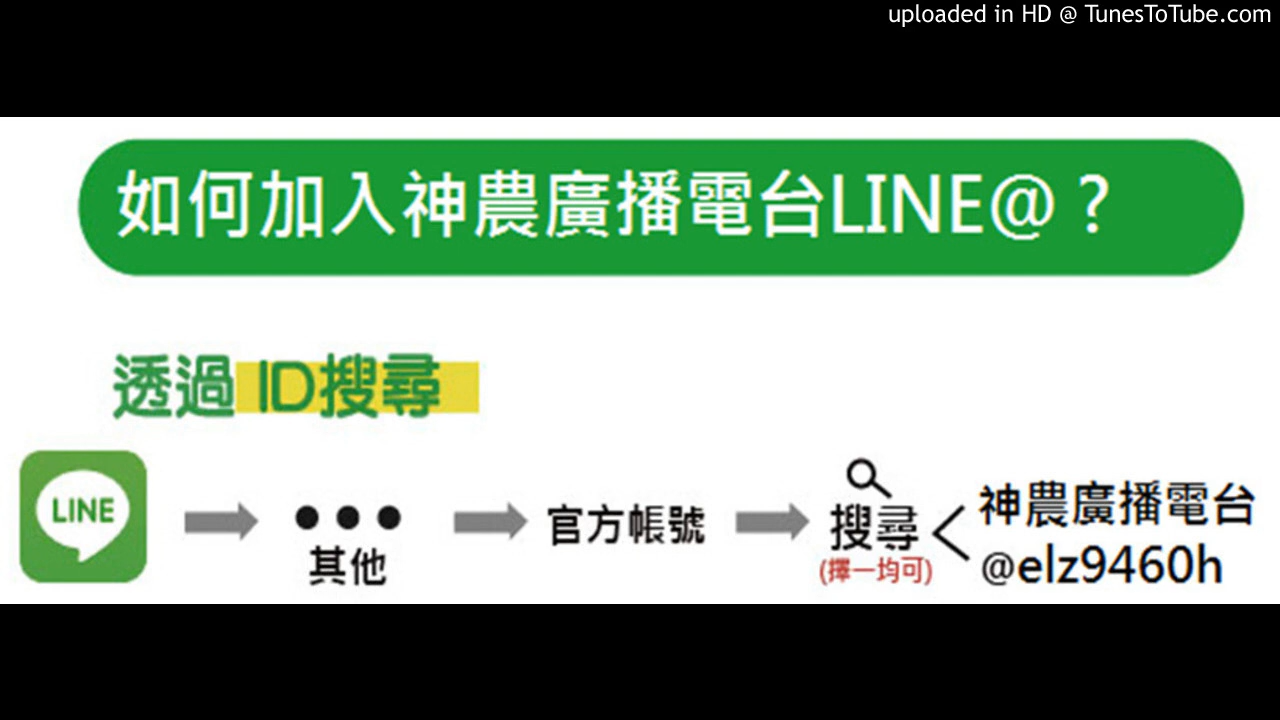 uploaded in HD @ TunesToTube.com
如何加入神農廣播電台LINE@？
透過 ID搜尋
LINE
其他
官方帳號
搜尋
(擇一均可)
神農廣播電台
@elz9460h